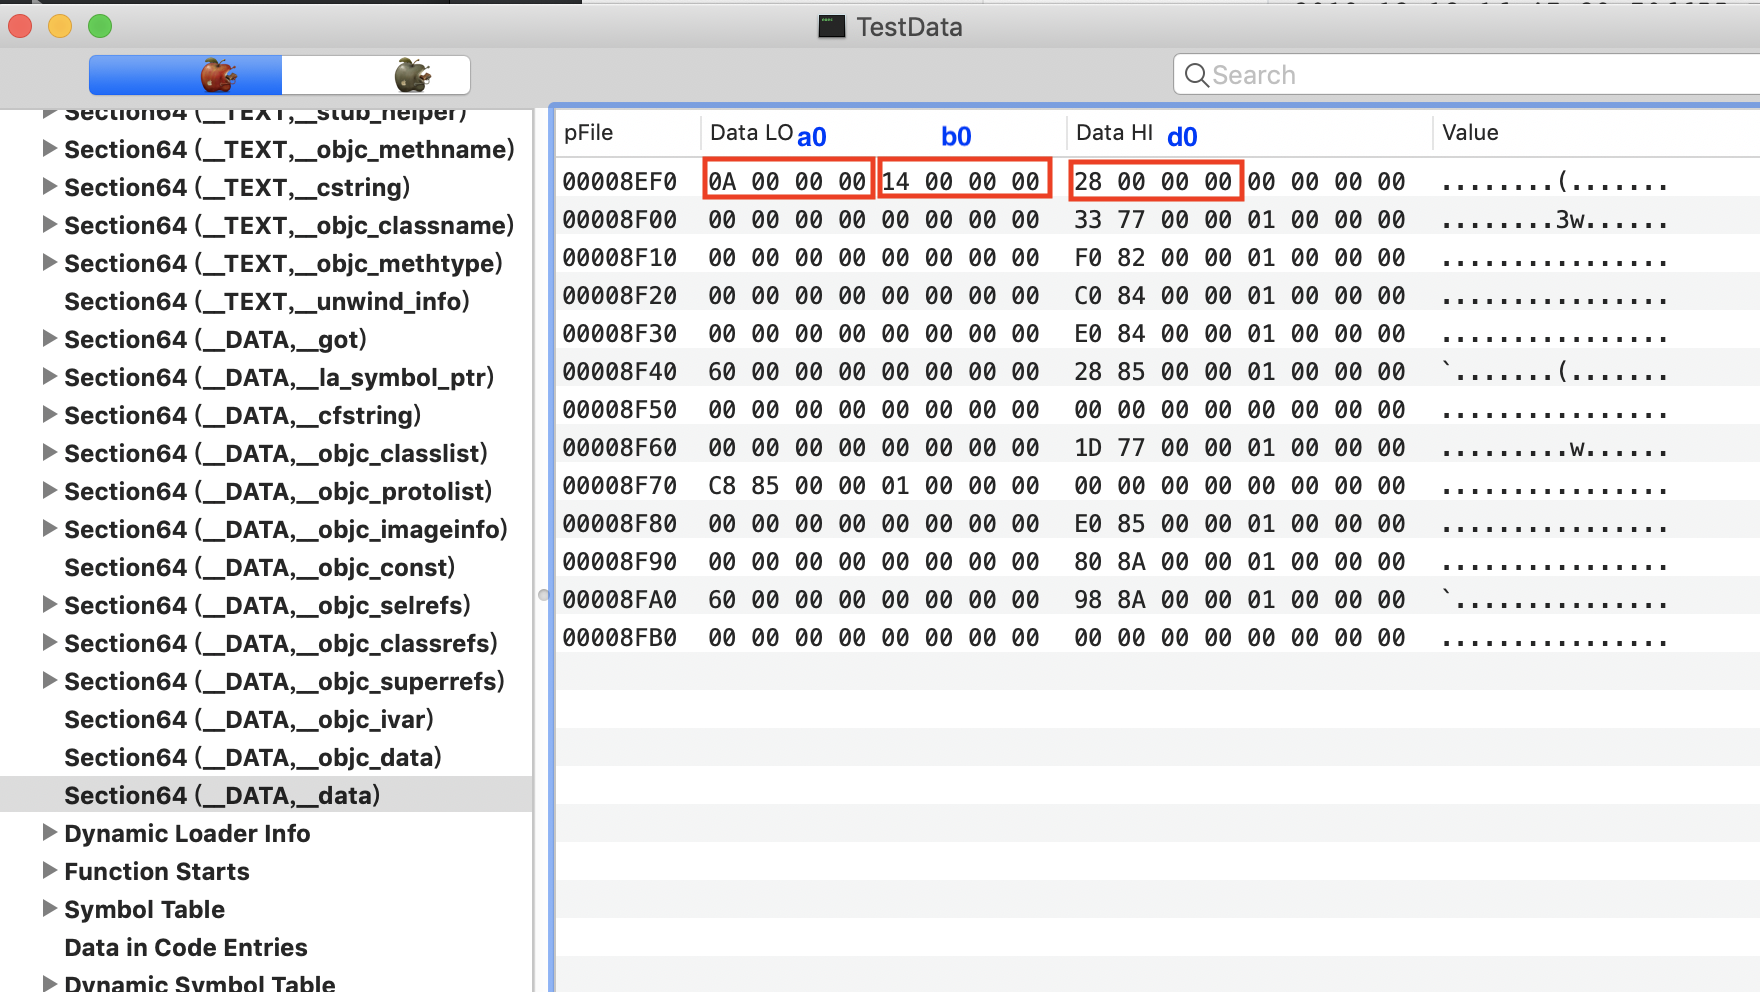 TestData
Search
Section64 (__TEXT,__stub_helper)
Section64 (__TEXT,__objc_methname)
Section64 (__TEXT,__cstring)
Section64 (__TEXT,__objc_classname)
Section64 (__TEXT,__objc_methtype)
Section64 (__TEXT,__unwind_info)
Section64 (__DATA,__got)
Section64 (__DATA,__la_symbol_ptr)
Section64 (__DATA,__cfstring)
Section64 (__DATA,__objc_classlist)
Section64 (__DATA,__objc_protolist)
Section64 (__DATA,__objc_imageinfo)
Section64 (__DATA,__objc_const)
Section64 (__DATA,__objc_selrefs)
Section64 (__DATA,__objc_classrefs)
Section64 (__DATA,__objc_superrefs)
Section64 (__DATA,__objc_ivar)
Section64 (__DATA,__objc_data)
Section64 (__DATA,__data)
Dynamic Loader Info
Function Starts
Symbol Table
Data in Code Entries
Dynamic Symbol Table
pFile Data LO a0 b0 Data HI d0 Value
00008EF0 0A 00 00 00 14 00 00 00 28 00 00 00 00 00 00 00 ........(.......
00008F00 00 00 00 00 00 00 00 00 33 77 00 00 01 00 00 00 ........3w......
00008F10 00 00 00 00 00 00 00 00 F0 82 00 00 01 00 00 00 ................
00008F20 00 00 00 00 00 00 00 00 C0 84 00 00 01 00 00 00 ................
00008F30 00 00 00 00 00 00 00 00 E0 84 00 00 01 00 00 00 ................
00008F40 60 00 00 00 00 00 00 00 28 85 00 00 01 00 00 00 `.......(.......
00008F50 00 00 00 00 00 00 00 00 00 00 00 00 00 00 00 00 ................
00008F60 00 00 00 00 00 00 00 00 1D 77 00 00 01 00 00 00 .........w......
00008F70 C8 85 00 00 01 00 00 00 00 00 00 00 00 00 00 00 ................
00008F80 00 00 00 00 00 00 00 00 E0 85 00 00 01 00 00 00 ................
00008F90 00 00 00 00 00 00 00 00 80 8A 00 00 01 00 00 00 ................
00008FA0 60 00 00 00 00 00 00 00 98 8A 00 00 01 00 00 00 `...............
00008FB0 00 00 00 00 00 00 00 00 00 00 00 00 00 00 00 00 ................